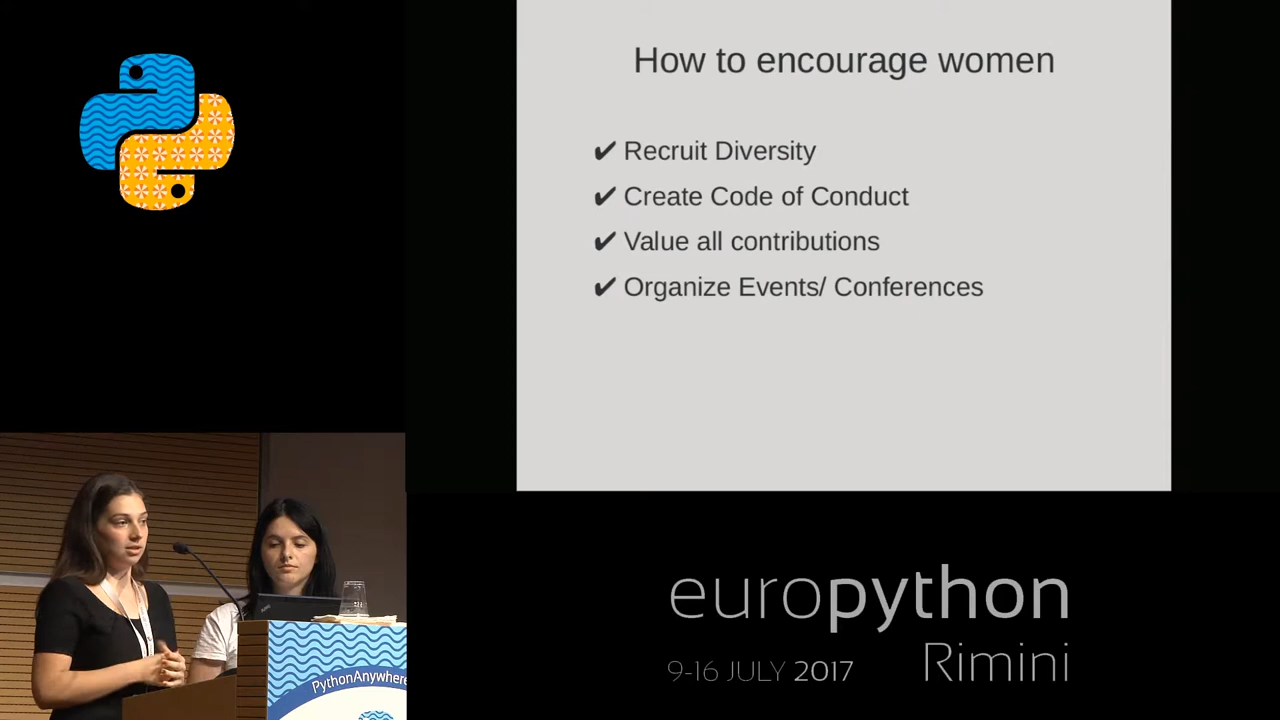 How to encourage women
✔ Recruit Diversity
✔ Create Code of Conduct
✔ Value all contributions
✔ Organize Events/ Conferences
PythonAnywhere
europython
Rimini
9-16 JULY 2017